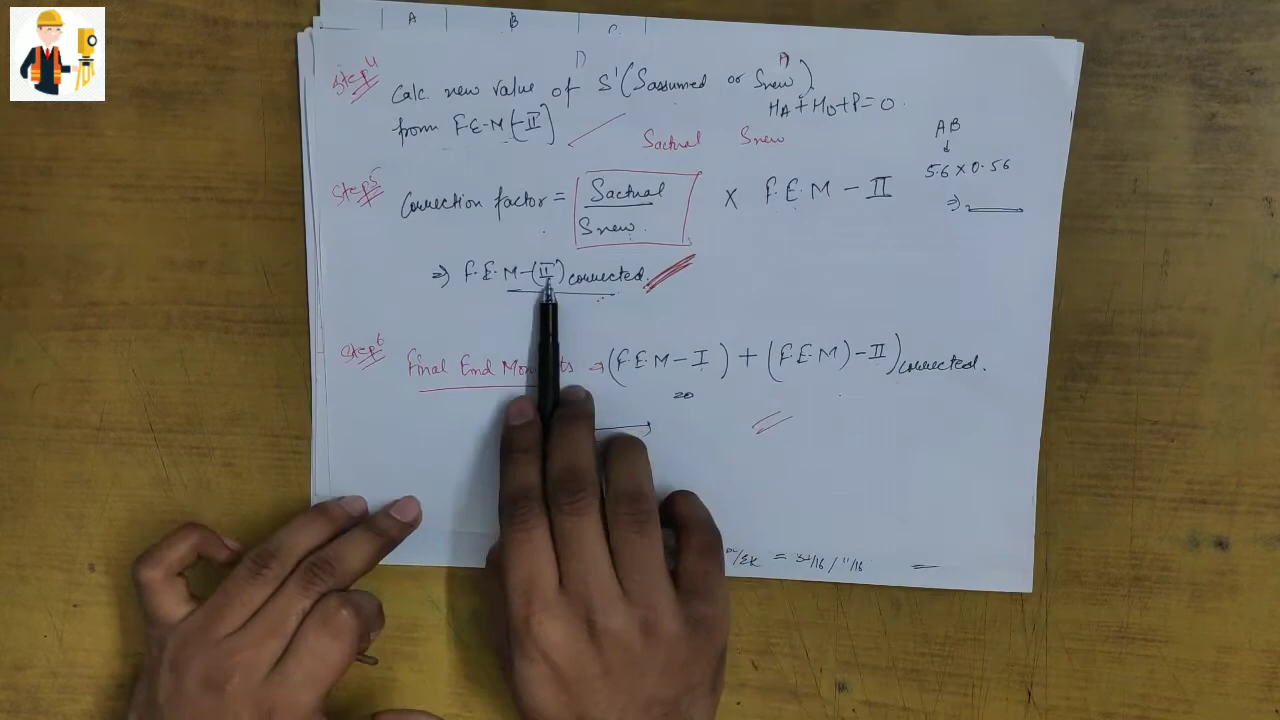 A B C
Step 4
Calc. new value of S' (Sassumed or Snew)
HA + HD + P = 0.
from F.E.M (-II)
Sactual Snew
AB
↓
5.6 x 0.56
⇒
Step 5
Correction factor = Sactual / Snew. x F.E.M - II
⇒ F.E.M-(II) corrected.
Step 6
Final End Moments → (F.E.M - I) + (F.E.M) - II) corrected.
20